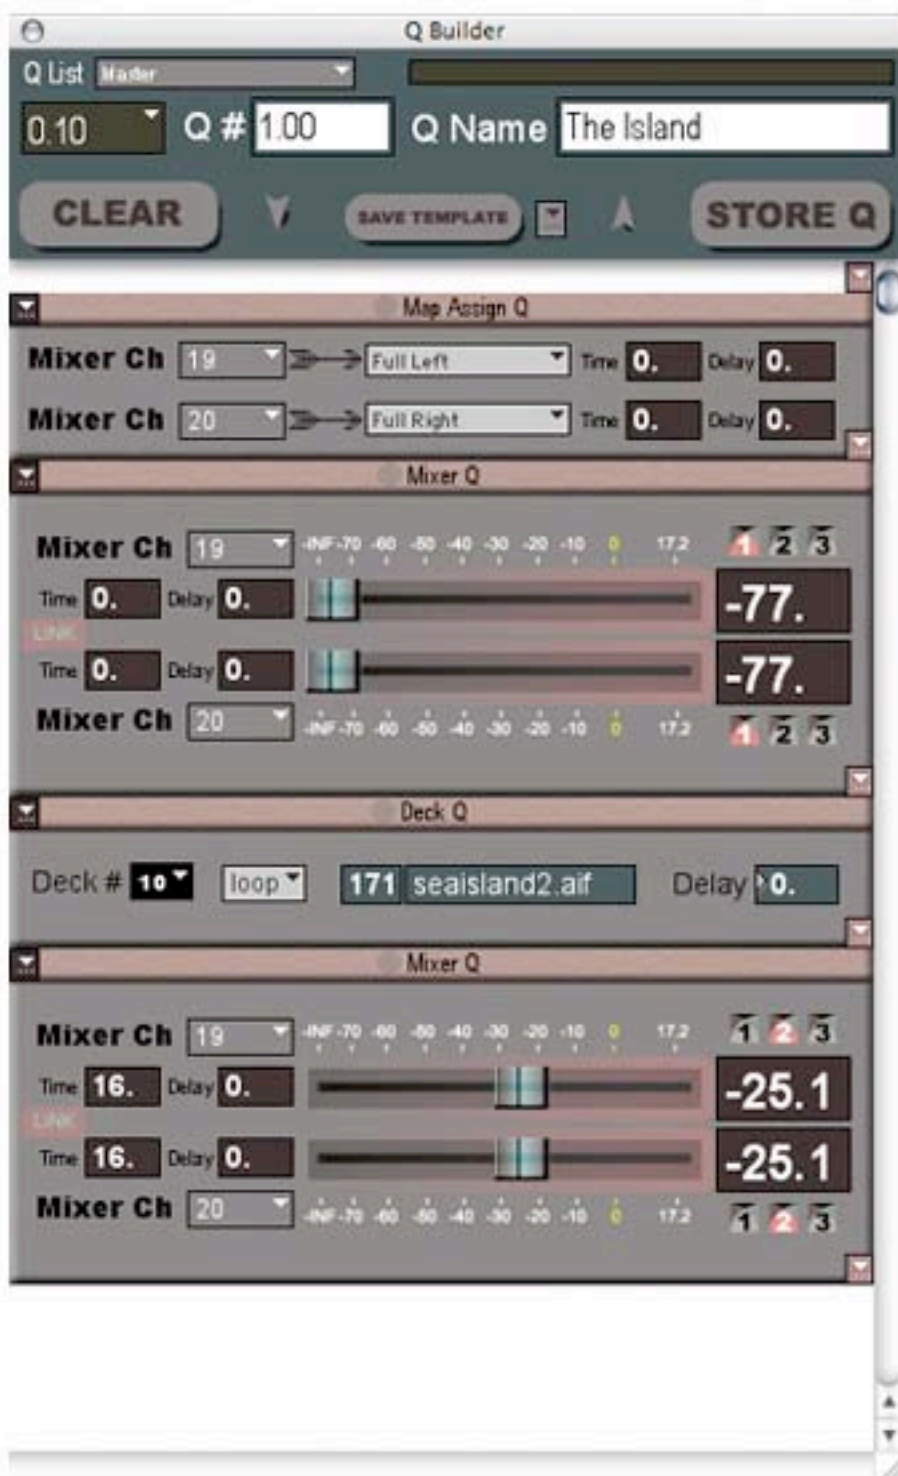 Q Builder
Q List Master
0.10 Q # 1.00 Q Name The Island
CLEAR SAVE TEMPLATE STORE Q
Map Assign Q
Mixer Ch 19 Full Left Time 0. Delay 0.
Mixer Ch 20 Full Right Time 0. Delay 0.
Mixer Q
Mixer Ch 19 -INF -70 -60 -50 -40 -30 -20 -10 0 17.2 1 2 3
Time 0. Delay 0. -77.
LINK
Time 0. Delay 0. -77.
Mixer Ch 20 -INF -70 -60 -50 -40 -30 -20 -10 0 17.2 1 2 3
Deck Q
Deck # 10 loop 171 seaisland2.aif Delay 0.
Mixer Q
Mixer Ch 19 -INF -70 -60 -50 -40 -30 -20 -10 0 17.2 1 2 3
Time 16. Delay 0. -25.1
LINK
Time 16. Delay 0. -25.1
Mixer Ch 20 -INF -70 -60 -50 -40 -30 -20 -10 0 17.2 1 2 3